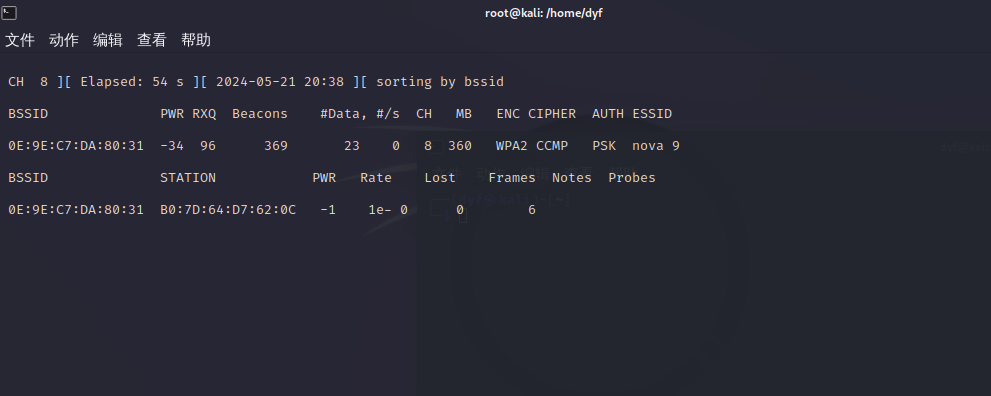 root@kali: /home/dyf
文件 动作 编辑 查看 帮助
CH 8 ][ Elapsed: 54 s ][ 2024-05-21 20:38 ][ sorting by bssid
BSSID PWR RXQ Beacons #Data, #/s CH MB ENC CIPHER AUTH ESSID
0E:9E:C7:DA:80:31 -34 96 369 23 0 8 360 WPA2 CCMP PSK nova 9
BSSID STATION PWR Rate Lost Frames Notes Probes
0E:9E:C7:DA:80:31 B0:7D:64:D7:62:0C -1 1e- 0 0 6